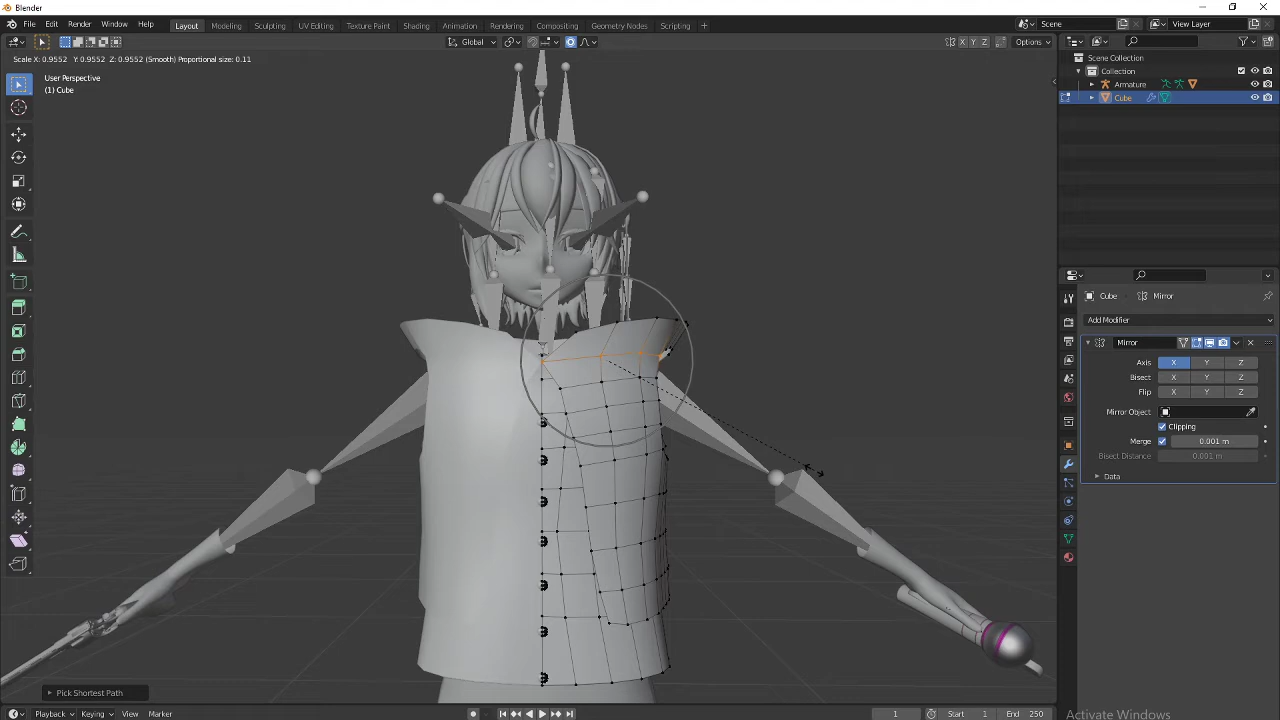 Blender
File Edit Render Window Help Layout Modeling Sculpting UV Editing Texture Paint Shading Animation Rendering Compositing Geometry Nodes Scripting + Scene View Layer
Global X Y Z Options
Scale X: 0.9552 Y: 0.9552 Z: 0.9552 (Smooth) Proportional size: 0.11
User Perspective
(1) Cube
Scene Collection
Collection
Armature
Cube
Cube Mirror
Add Modifier
Mirror
Axis X Y Z
Bisect X Y Z
Flip X Y Z
Mirror Object
Clipping
Merge 0.001 m
Bisect Distance 0.001 m
Data
Pick Shortest Path
Playback Keying View Marker 1 Start 1 End 250
Activate Windows